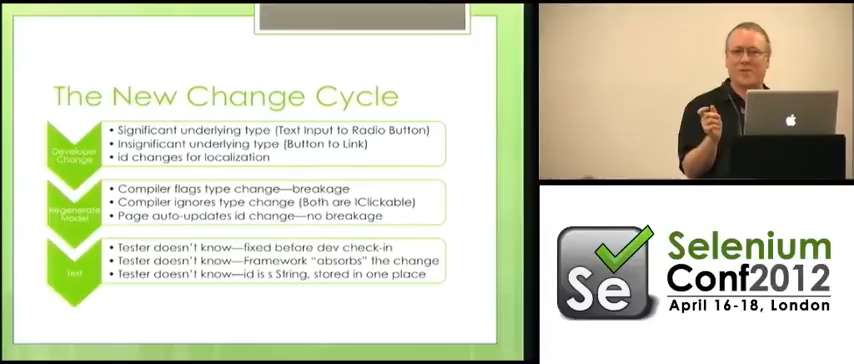 The New Change Cycle
Developer
Change
• Significant underlying type (Text Input to Radio Button)
• Insignificant underlying type (Button to Link)
• id changes for localization
Regenerate
Model
• Compiler flags type change—breakage
• Compiler ignores type change (Both are IClickable)
• Page auto-updates id change—no breakage
Test
• Tester doesn't know—fixed before dev check-in
• Tester doesn't know—Framework "absorbs" the change
• Tester doesn't know—id is s String, stored in one place
Se
Selenium
Conf2012
April 16-18, London